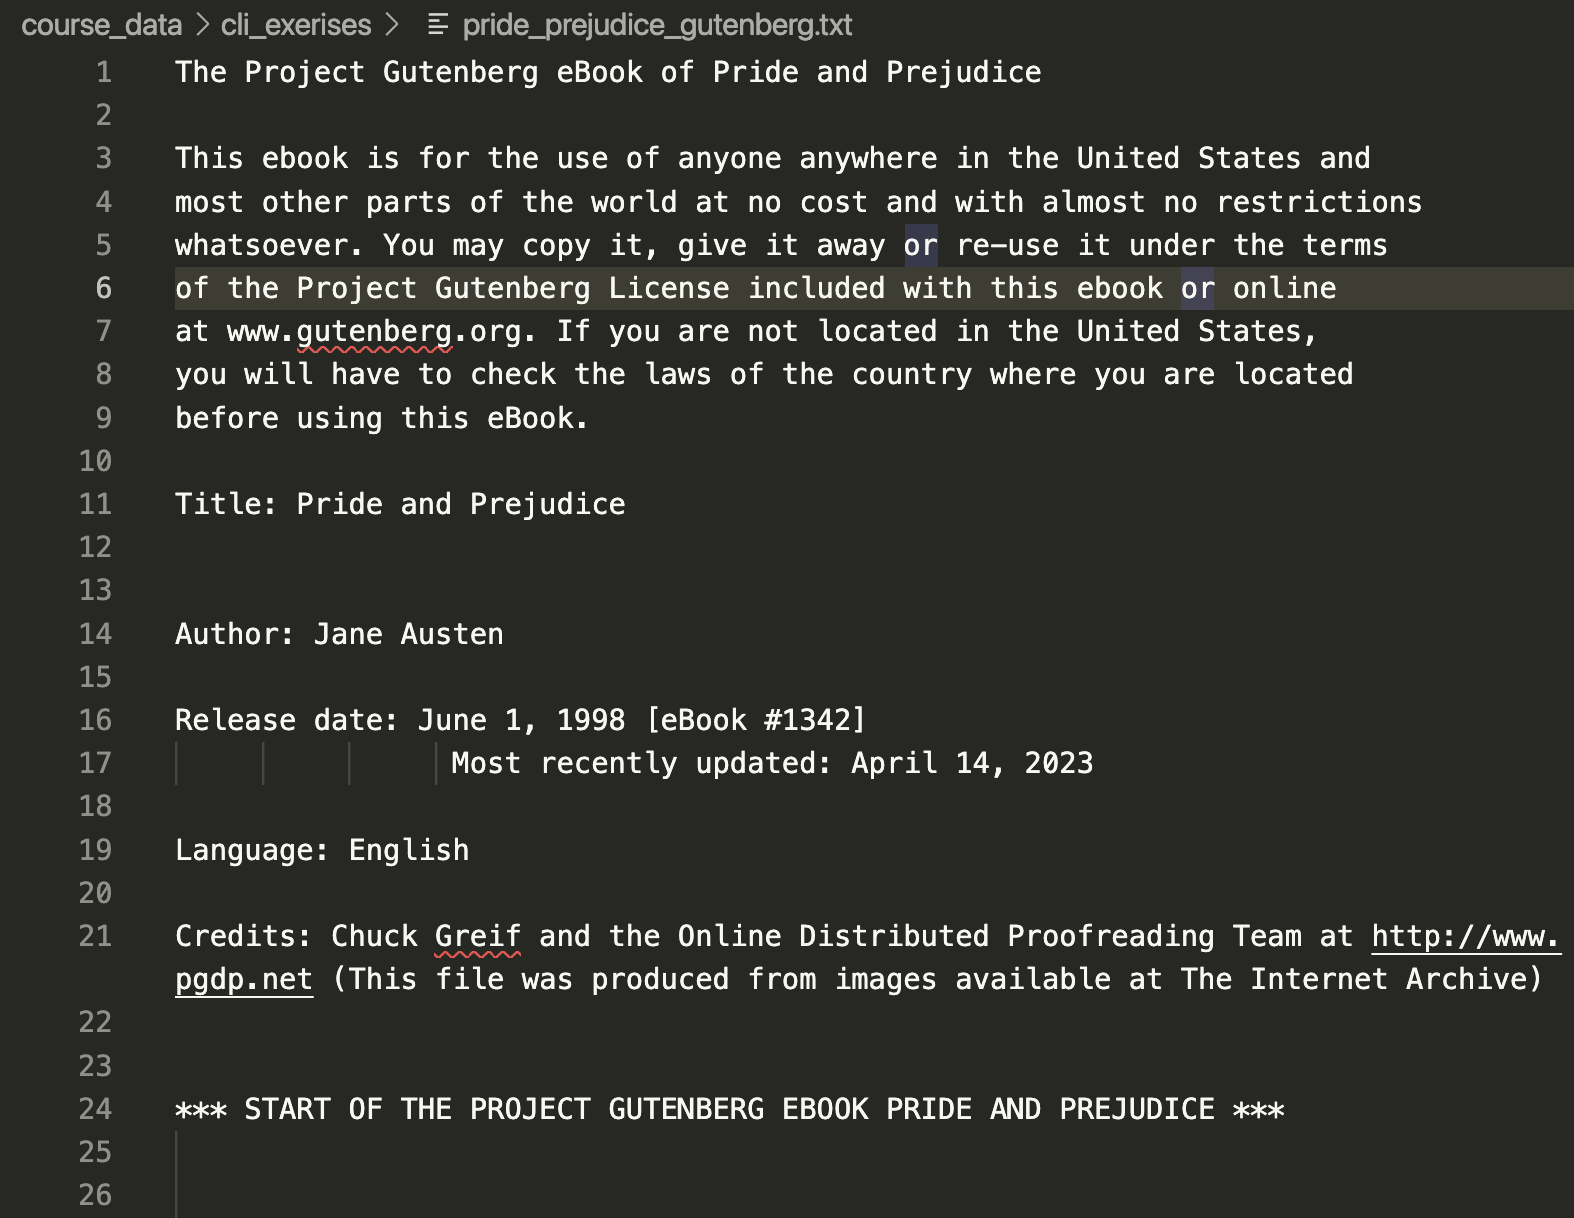 course_data > cli_exerises > pride_prejudice_gutenberg.txt
1 The Project Gutenberg eBook of Pride and Prejudice
2
3 This ebook is for the use of anyone anywhere in the United States and
4 most other parts of the world at no cost and with almost no restrictions
5 whatsoever. You may copy it, give it away or re-use it under the terms
6 of the Project Gutenberg License included with this ebook or online
7 at www.gutenberg.org. If you are not located in the United States,
8 you will have to check the laws of the country where you are located
9 before using this eBook.
10
11 Title: Pride and Prejudice
12
13
14 Author: Jane Austen
15
16 Release date: June 1, 1998 [eBook #1342]
17 Most recently updated: April 14, 2023
18
19 Language: English
20
21 Credits: Chuck Greif and the Online Distributed Proofreading Team at http://www.
pgdp.net (This file was produced from images available at The Internet Archive)
22
23
24 *** START OF THE PROJECT GUTENBERG EBOOK PRIDE AND PREJUDICE ***
25
26